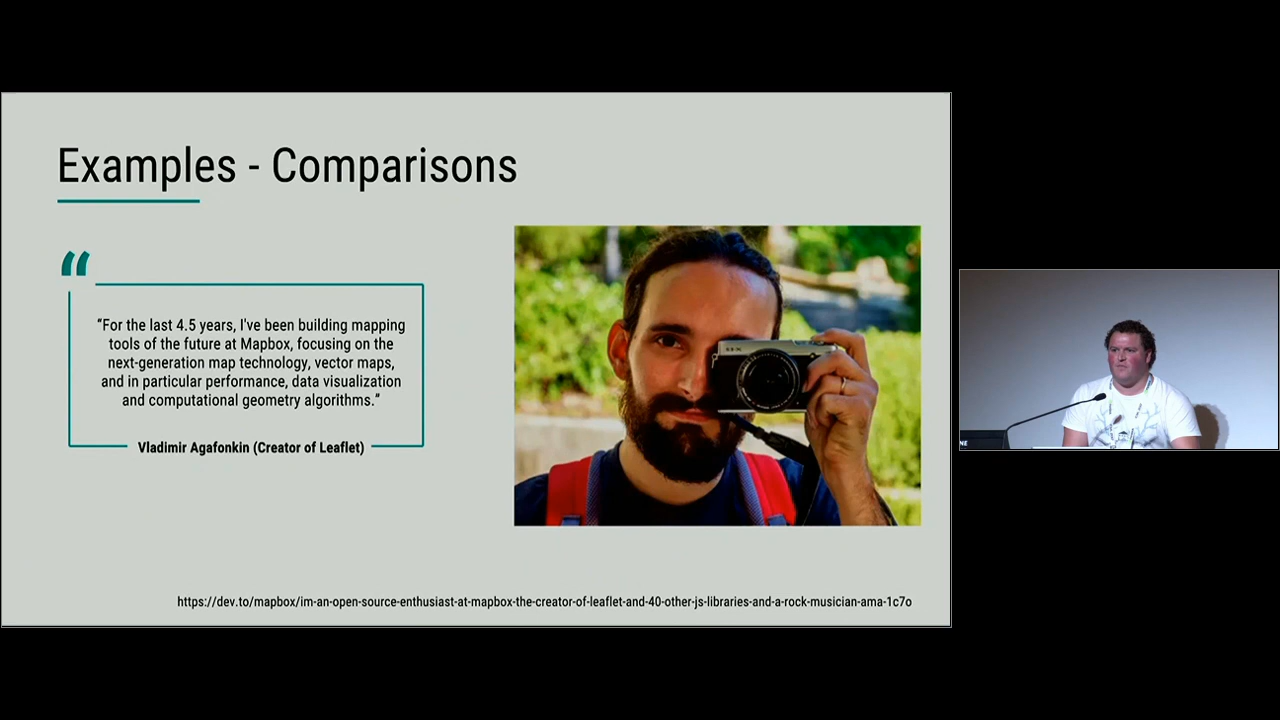 Examples - Comparisons
“
“For the last 4.5 years, I've been building mapping
tools of the future at Mapbox, focusing on the
next-generation map technology, vector maps,
and in particular performance, data visualization
and computational geometry algorithms.”
Vladimir Agafonkin (Creator of Leaflet)
https://dev.to/mapbox/im-an-open-source-enthusiast-at-mapbox-the-creator-of-leaflet-and-40-other-js-libraries-and-a-rock-musician-ama-1c7o